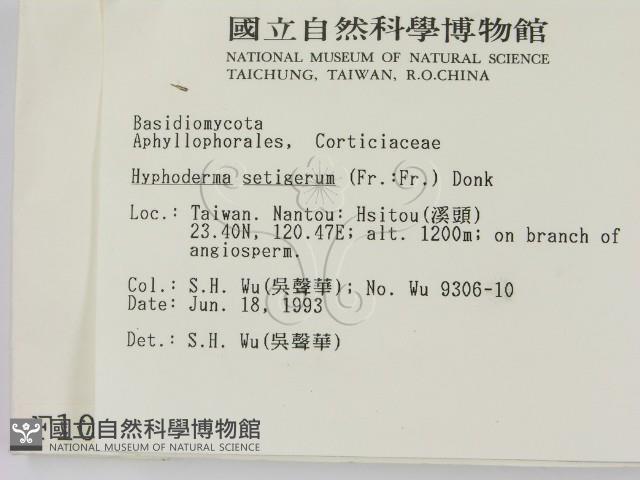 國立自然科學博物館
NATIONAL MUSEUM OF NATURAL SCIENCE
TAICHUNG, TAIWAN, R.O.CHINA
Basidiomycota
Aphyllophorales, Corticiaceae
Hyphoderma setigerum (Fr.:Fr.) Donk
Loc.: Taiwan. Nantou: Hsitou(溪頭)
23.40N, 120.47E; alt. 1200m; on branch of
angiosperm.
Col.: S.H. Wu(吳聲華); No. Wu 9306-10
Date: Jun. 18, 1993
Det.: S.H. Wu(吳聲華)
國立自然科學博物館
NATIONAL MUSEUM OF NATURAL SCIENCE